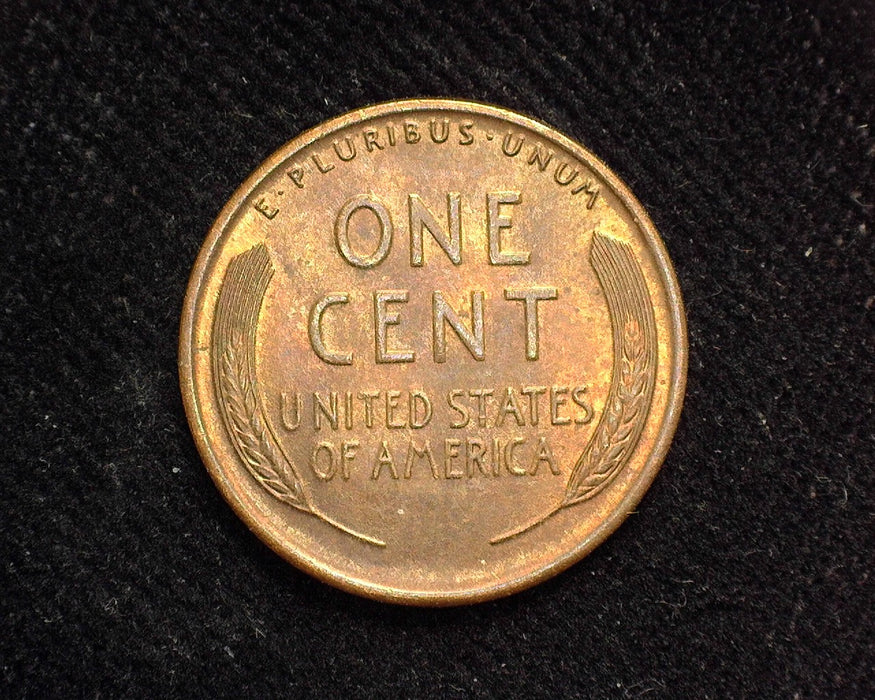 E·PLURIBUS·UNUM
ONE
CENT
UNITED STATES
OF AMERICA